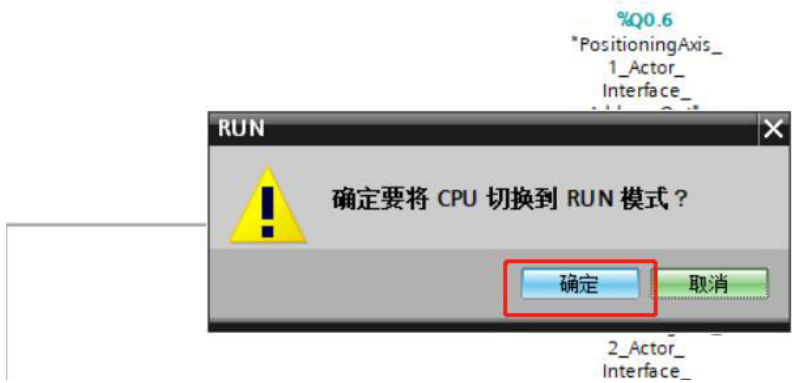 %Q0.6
"PositioningAxis_
1_Actor_
Interface_
RUN
确定要将 CPU 切换到 RUN 模式？
确定
取消
2_Actor_
Interface_